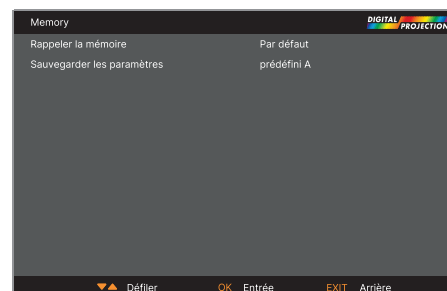 Memory
DIGITAL PROJECTION
Rappeler la mémoire Par défaut
Sauvegarder les paramètres prédéfini A
▼▲ Défiler OK Entrée EXIT Arrière